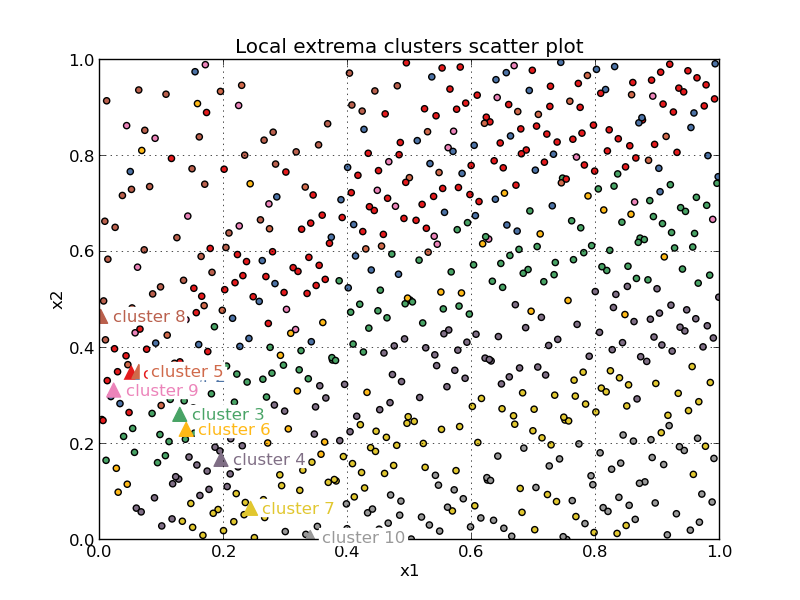 Local extrema clusters scatter plot
1.0
0.8
0.6
x2
cluster 8
0.4
cluster 5
cluster 9
cluster 3
cluster 6
0.2
cluster 4
cluster 7
cluster 10
0.0
0.0 0.2 0.4 0.6 0.8 1.0
x1